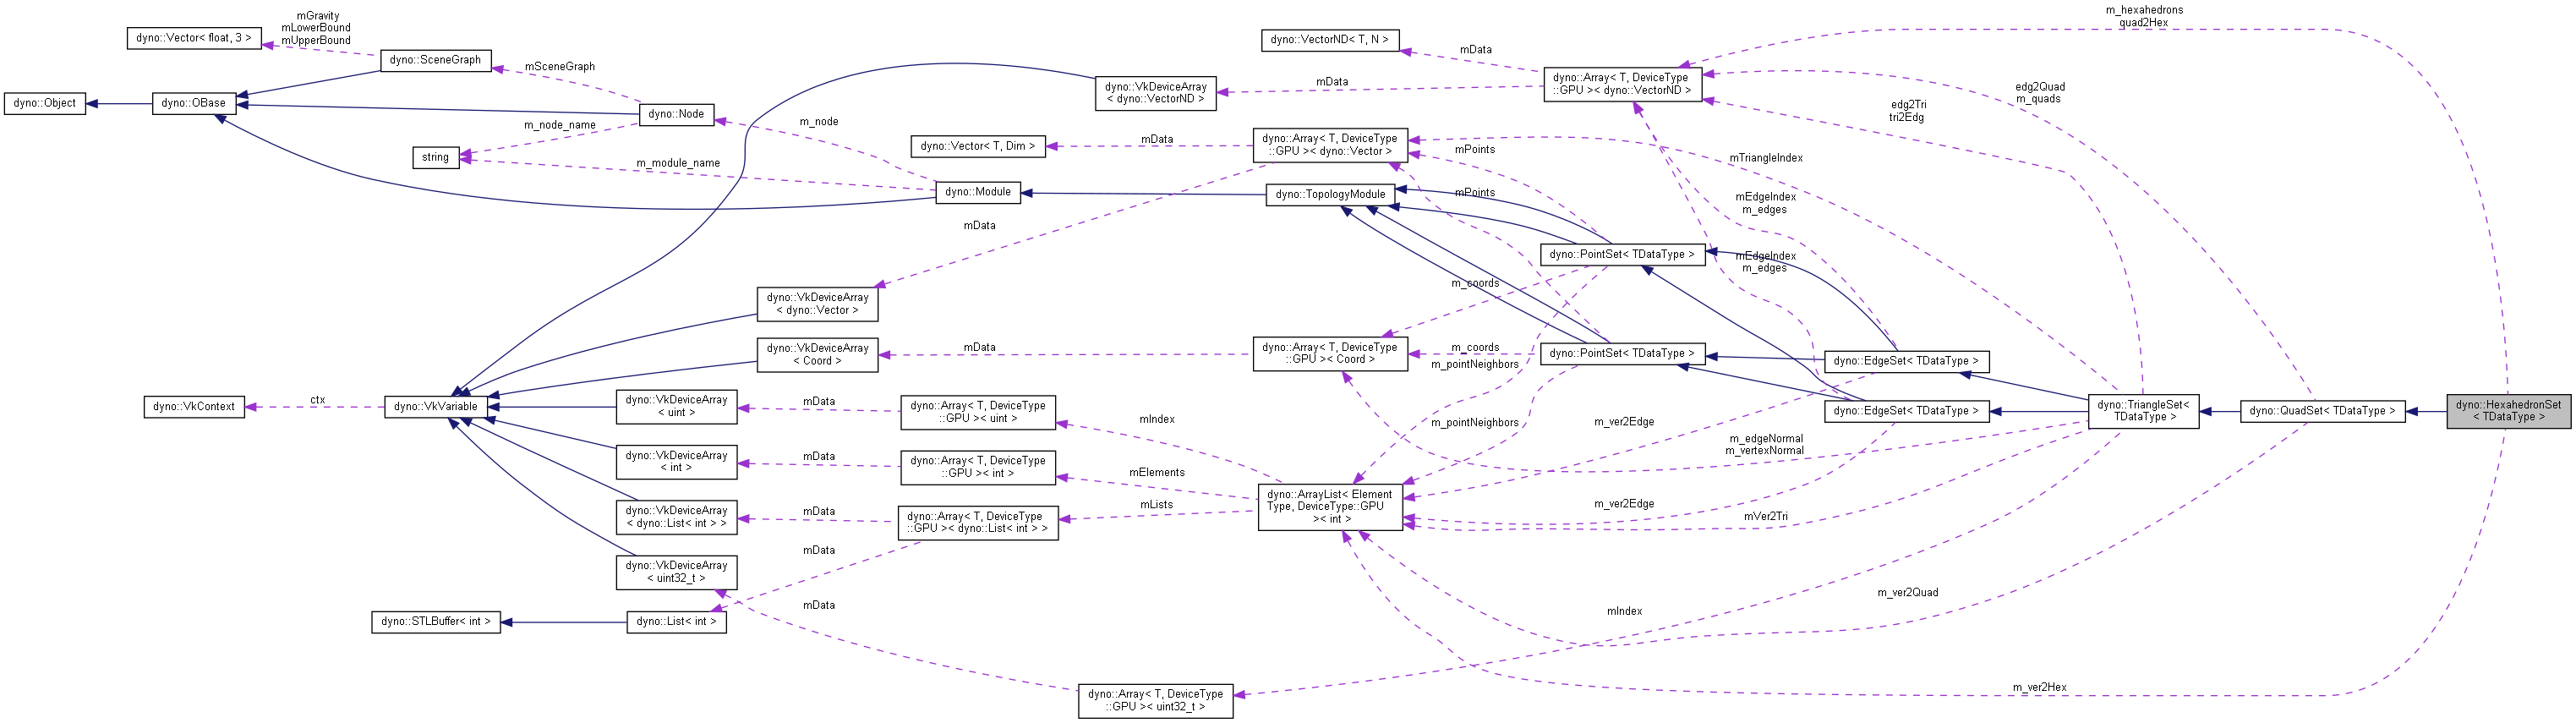 mGravity
mLowerBound
mUpperBound
dyno::Vector< float, 3 >
dyno::SceneGraph
mSceneGraph
dyno::Object
dyno::OBase
dyno::Node
m_node_name
m_node
string
m_module_name
dyno::Module
dyno::VectorND< T, N >
mData
dyno::VkDeviceArray
< dyno::VectorND >
mData
dyno::Array< T, DeviceType
::GPU >< dyno::VectorND >
m_hexahedrons
quad2Hex
edg2Quad
m_quads
edg2Tri
tri2Edg
dyno::Vector< T, Dim >
mData
dyno::Array< T, DeviceType
::GPU >< dyno::Vector >
mPoints
mTriangleIndex
dyno::TopologyModule
mPoints
mEdgeIndex
m_edges
mData
dyno::PointSet< TDataType >
mEdgeIndex
m_edges
m_coords
dyno::VkDeviceArray
< dyno::Vector >
dyno::VkDeviceArray
< Coord >
mData
dyno::Array< T, DeviceType
::GPU >< Coord >
m_coords
m_pointNeighbors
dyno::PointSet< TDataType >
dyno::EdgeSet< TDataType >
dyno::VkContext
ctx
dyno::VkVariable
dyno::VkDeviceArray
< uint >
mData
dyno::Array< T, DeviceType
::GPU >< uint >
mIndex
m_pointNeighbors
m_ver2Edge
dyno::EdgeSet< TDataType >
dyno::TriangleSet<
TDataType >
dyno::QuadSet< TDataType >
dyno::HexahedronSet
< TDataType >
m_edgeNormal
m_vertexNormal
dyno::VkDeviceArray
< int >
mData
dyno::Array< T, DeviceType
::GPU >< int >
mElements
dyno::VkDeviceArray
< dyno::List< int > >
mData
dyno::Array< T, DeviceType
::GPU >< dyno::List< int > >
mLists
dyno::ArrayList< Element
Type, DeviceType::GPU
>< int >
m_ver2Edge
mVer2Tri
mData
dyno::VkDeviceArray
< uint32_t >
mData
dyno::STLBuffer< int >
dyno::List< int >
mIndex
m_ver2Quad
dyno::Array< T, DeviceType
::GPU >< uint32_t >
m_ver2Hex